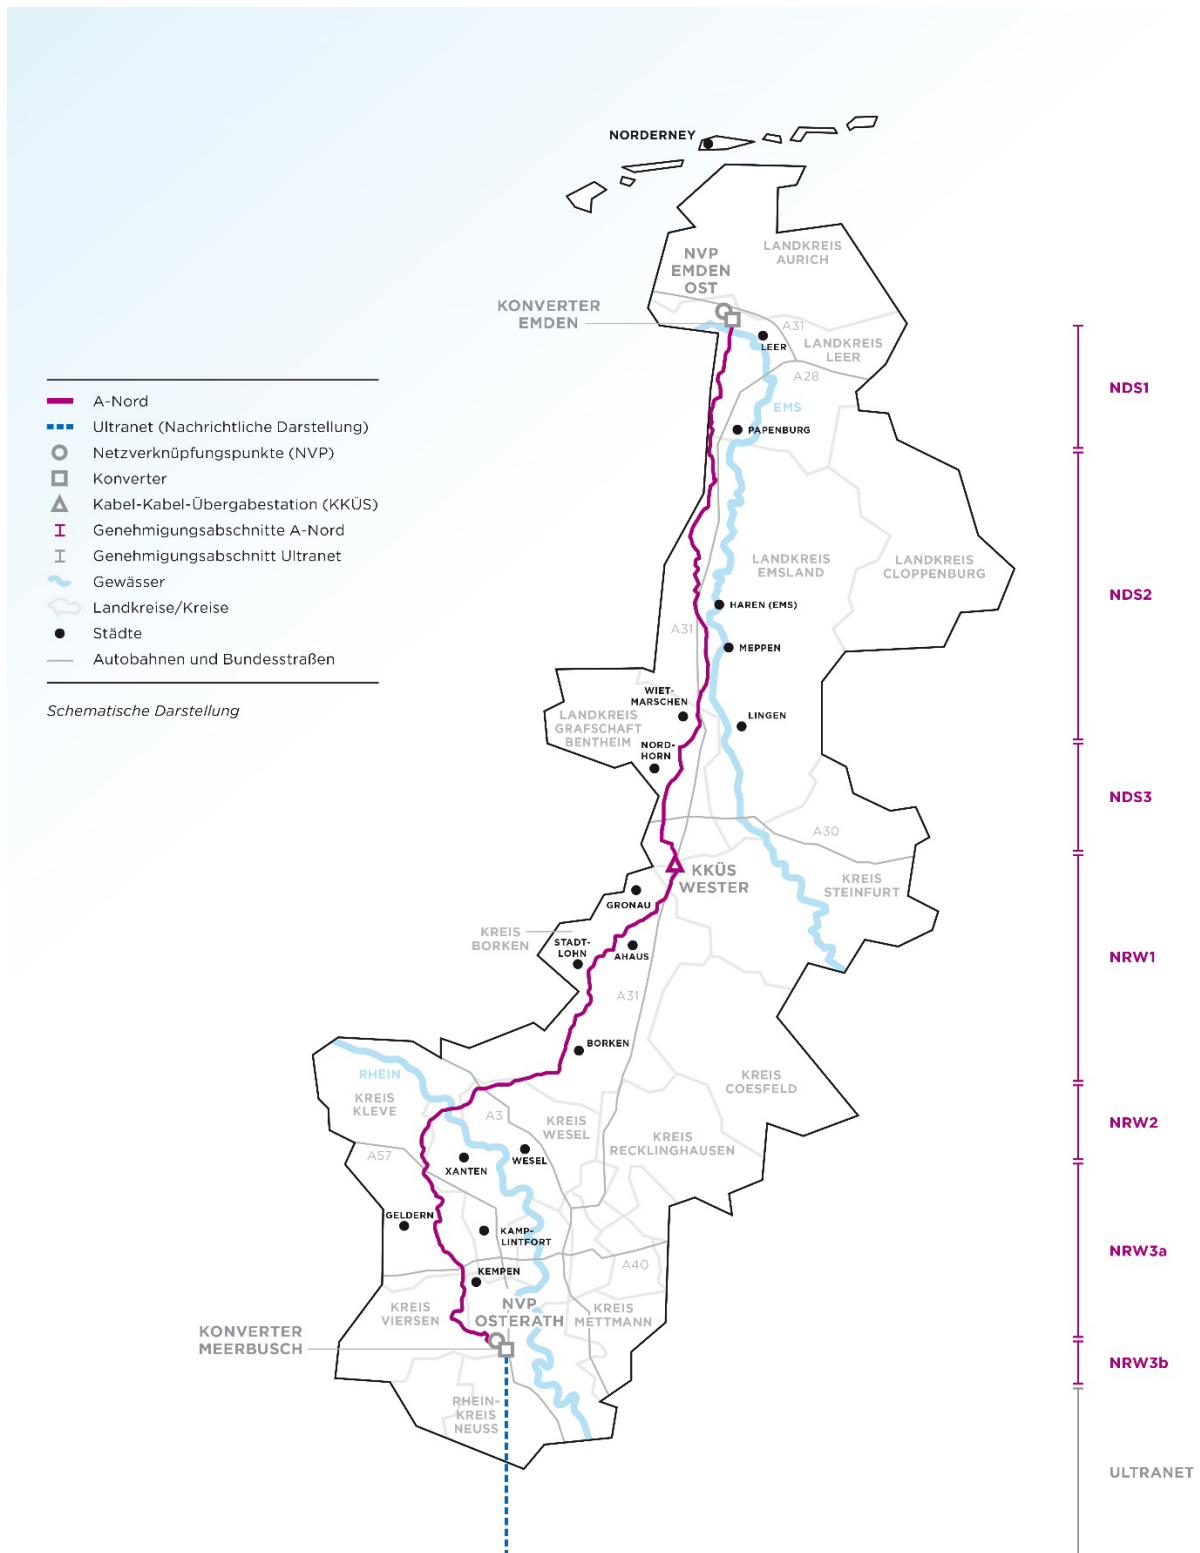 NORDERNEY
LANDKREIS
AURICH
NVP
EMDEN
OST
KONVERTER
EMDEN
A31
LEER
LANDKREIS
LEER
A28
EMS
PAPENBURG
NDS1
A-Nord
Ultranet (Nachrichtliche Darstellung)
Netzverknüpfungspunkte (NVP)
Konverter
Kabel-Kabel-Übergabestation (KKÜS)
Genehmigungsabschnitte A-Nord
Genehmigungsabschnitt Ultranet
Gewässer
Landkreise/Kreise
Städte
Autobahnen und Bundesstraßen
Schematische Darstellung
LANDKREIS
EMSLAND
LANDKREIS
CLOPPENBURG
NDS2
HAREN (EMS)
A31
MEPPEN
WIET-
MARSCHEN
LINGEN
LANDKREIS
GRAFSCHAFT
BENTHEIM
NORD-
HORN
NDS3
A30
KKÜS
WESTER
KREIS
STEINFURT
GRONAU
KREIS
BORKEN
STADT-
LOHN
AHAUS
NRW1
A31
BORKEN
RHEIN
KREIS
KLEVE
KREIS
COESFELD
A3
KREIS
WESEL
NRW2
KREIS
RECKLINGHAUSEN
A57
XANTEN
WESEL
GELDERN
KAMP-
LINTFORT
NRW3a
A40
KEMPEN
KREIS
VIERSEN
NVP
OSTERATH
KREIS
METTMANN
KONVERTER
MEERBUSCH
NRW3b
RHEIN-
KREIS
NEUSS
ULTRANET